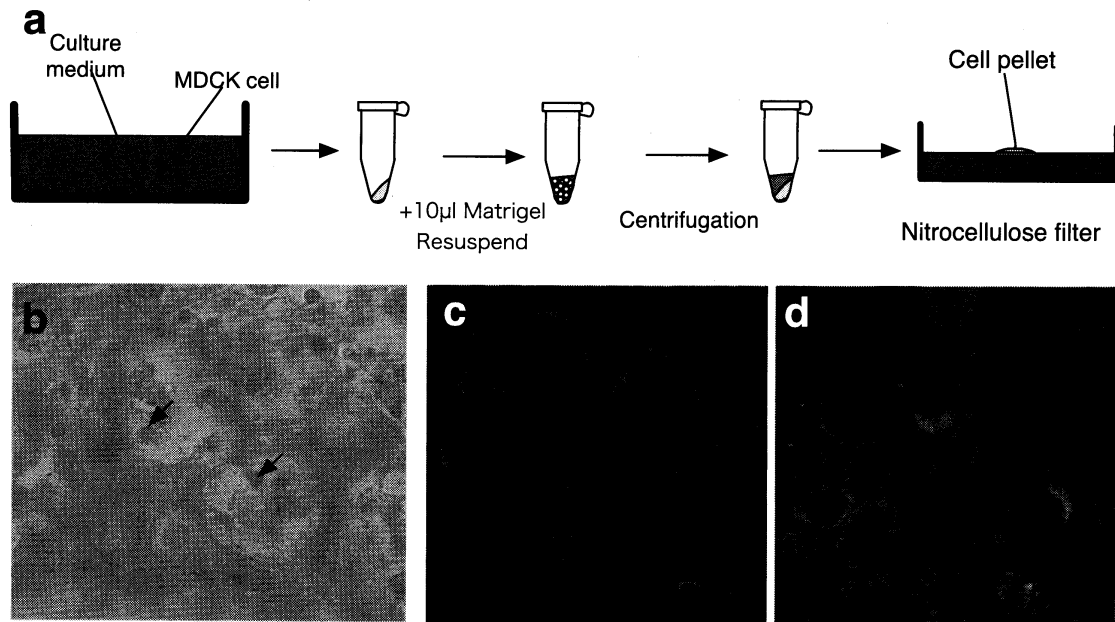 a
Culture
medium
MDCK cell
+10µl Matrigel
Resuspend
Centrifugation
Cell pellet
Nitrocellulose filter
b
c
d